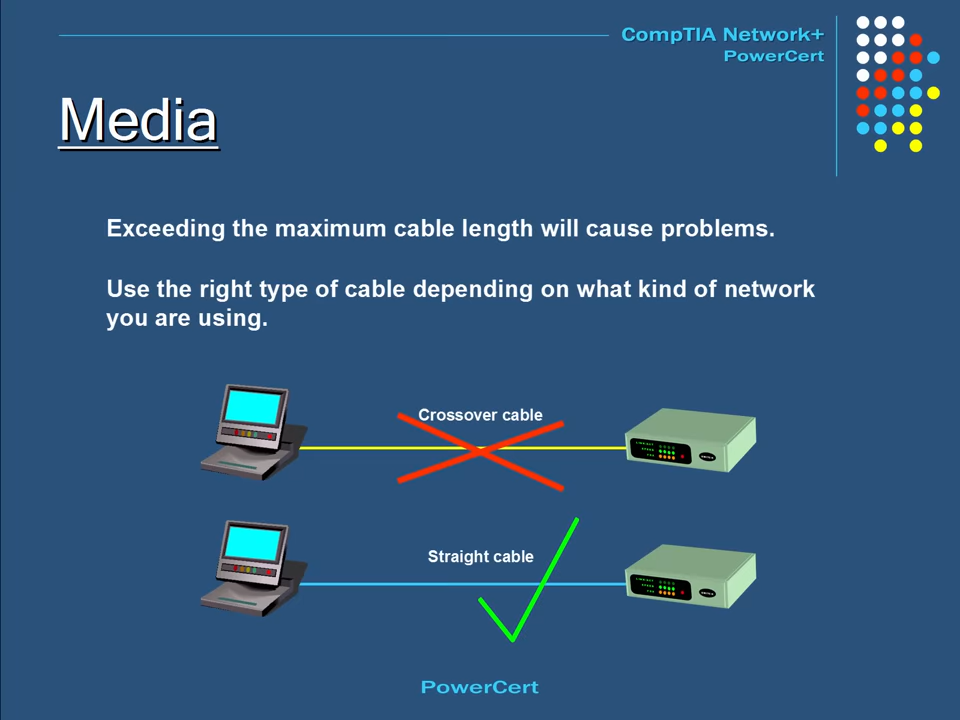 CompTIA Network+
PowerCert
Media
Exceeding the maximum cable length will cause problems.
Use the right type of cable depending on what kind of network
you are using.
Crossover cable
Straight cable
PowerCert